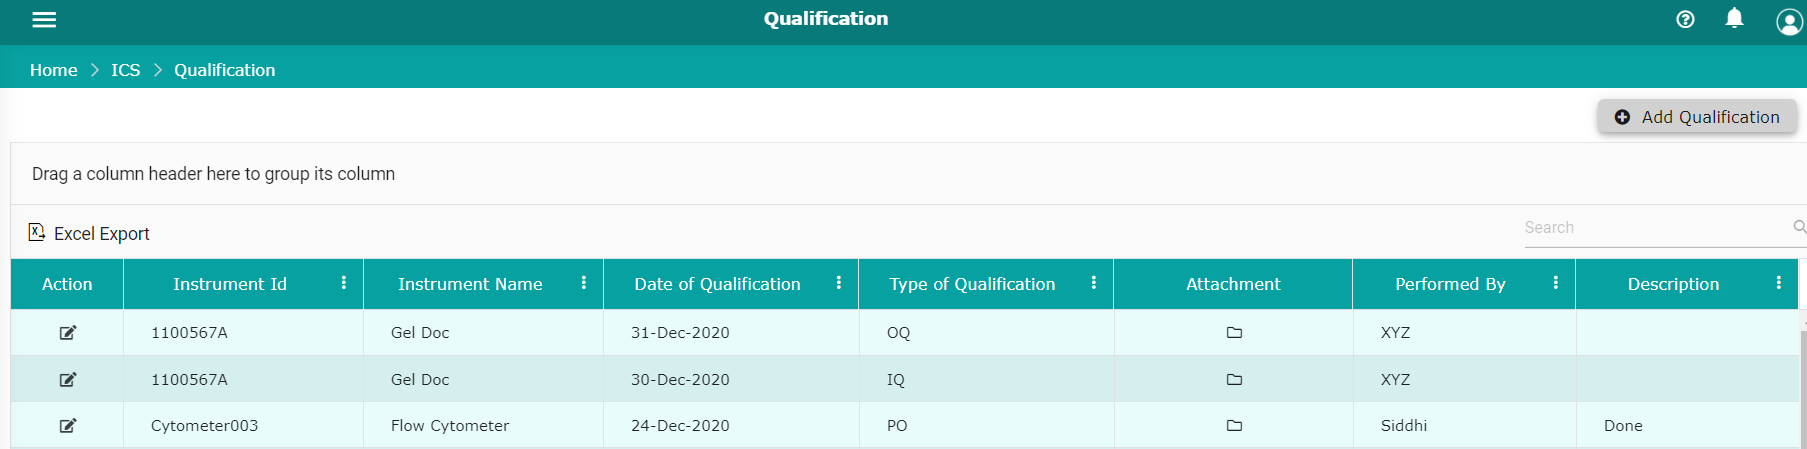 Qualification
Home > ICS > Qualification
Add Qualification
Drag a column header here to group its column
Excel Export Search
Action Instrument Id Instrument Name Date of Qualification Type of Qualification Attachment Performed By Description
1100567A Gel Doc 31-Dec-2020 OQ XYZ
1100567A Gel Doc 30-Dec-2020 IQ XYZ
Cytometer003 Flow Cytometer 24-Dec-2020 PO Siddhi Done